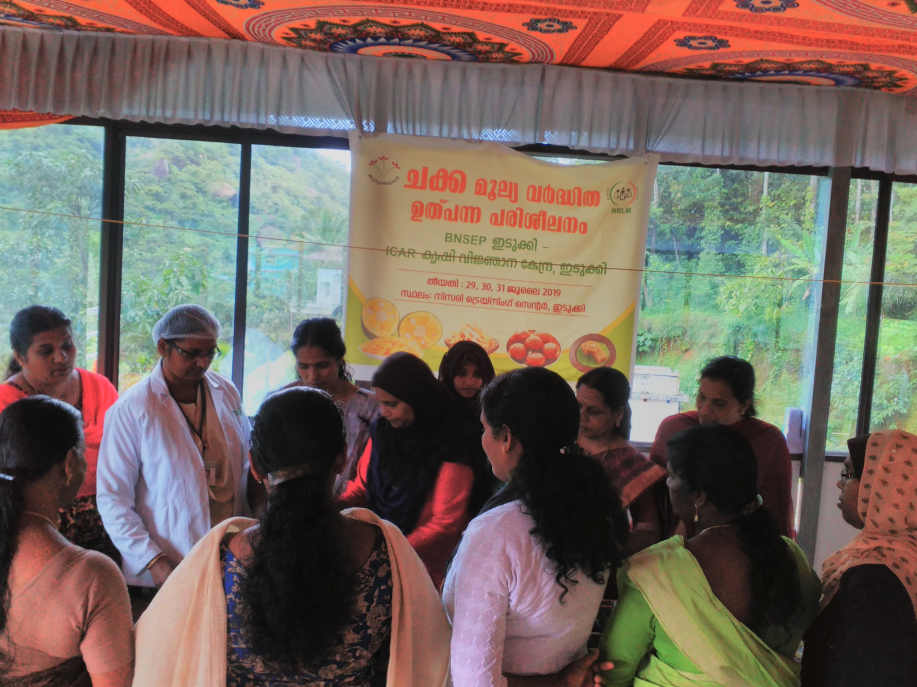 ചക്ക മൂല്യ വർദ്ധിത
ഉത്പന്ന പരിശീലനം
HRLM
BNSEP ഇടുക്കി –
ICAR കൃഷി വിജ്ഞാന കേന്ദ്ര, ഇടുക്കി
തീയതി : 29, 30, 31 ജൂലൈ 2019
സ്ഥലം: നിസരി ട്രെയ്സിംഗ് സെന്റർ, ഇടുക്കി